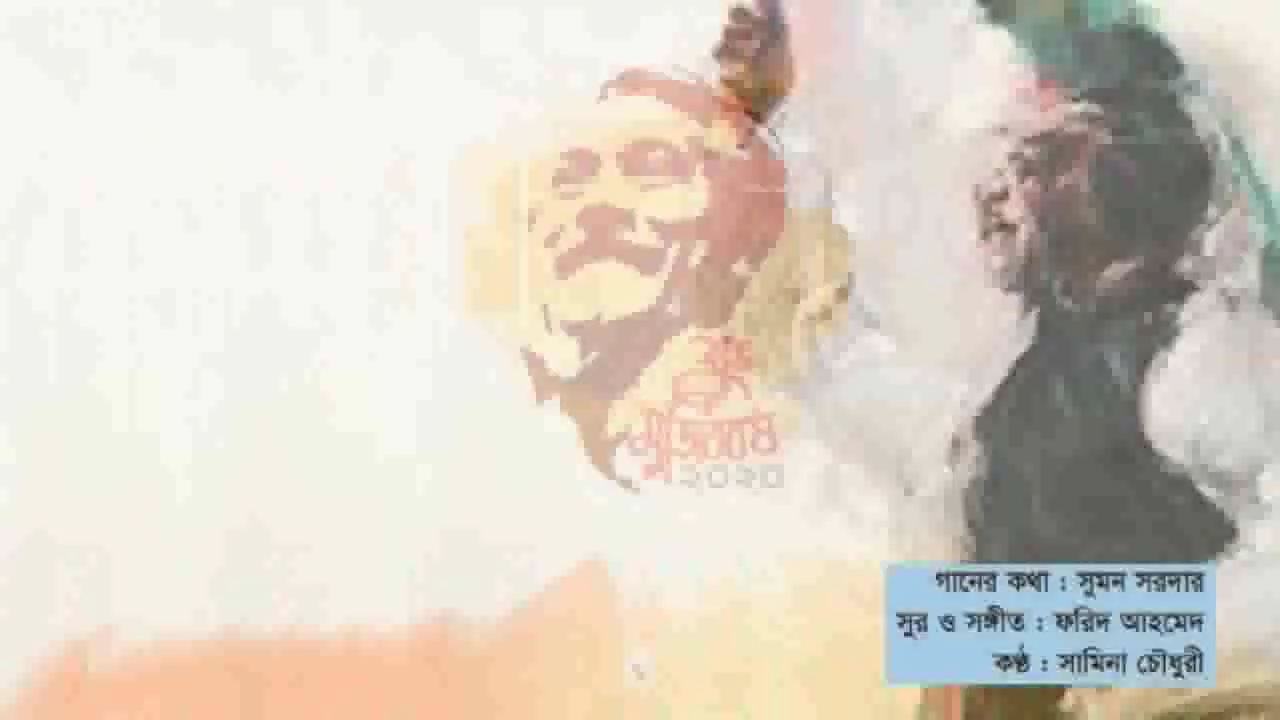 মুজিববর্ষ
২০২০
গানের কথা : সুমন সরদার
সুর ও সঙ্গীত : ফরিদ আহমেদ
কণ্ঠ : সামিনা চৌধুরী